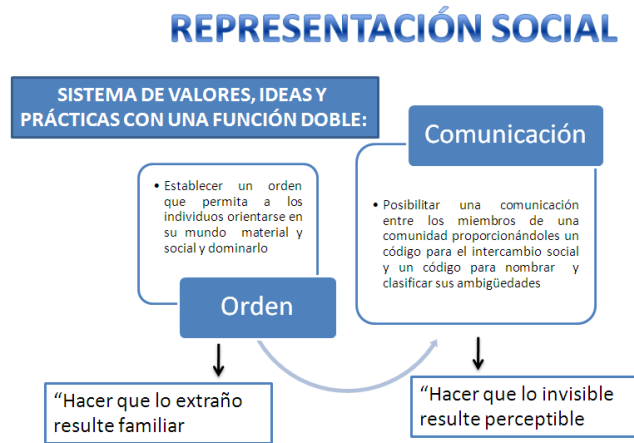 REPRESENTACIÓN SOCIAL
SISTEMA DE VALORES, IDEAS Y
PRÁCTICAS CON UNA FUNCIÓN DOBLE:
Comunicación
• Establecer un orden
que permita a los
individuos orientarse en
su mundo material y
social y dominarlo
Orden
• Posibilitar una comunicación
entre los miembros de una
comunidad proporcionándoles un
código para el intercambio social
y un código para nombrar y
clasificar sus ambigüedades
“Hacer que lo extraño
resulte familiar
“Hacer que lo invisible
resulte perceptible